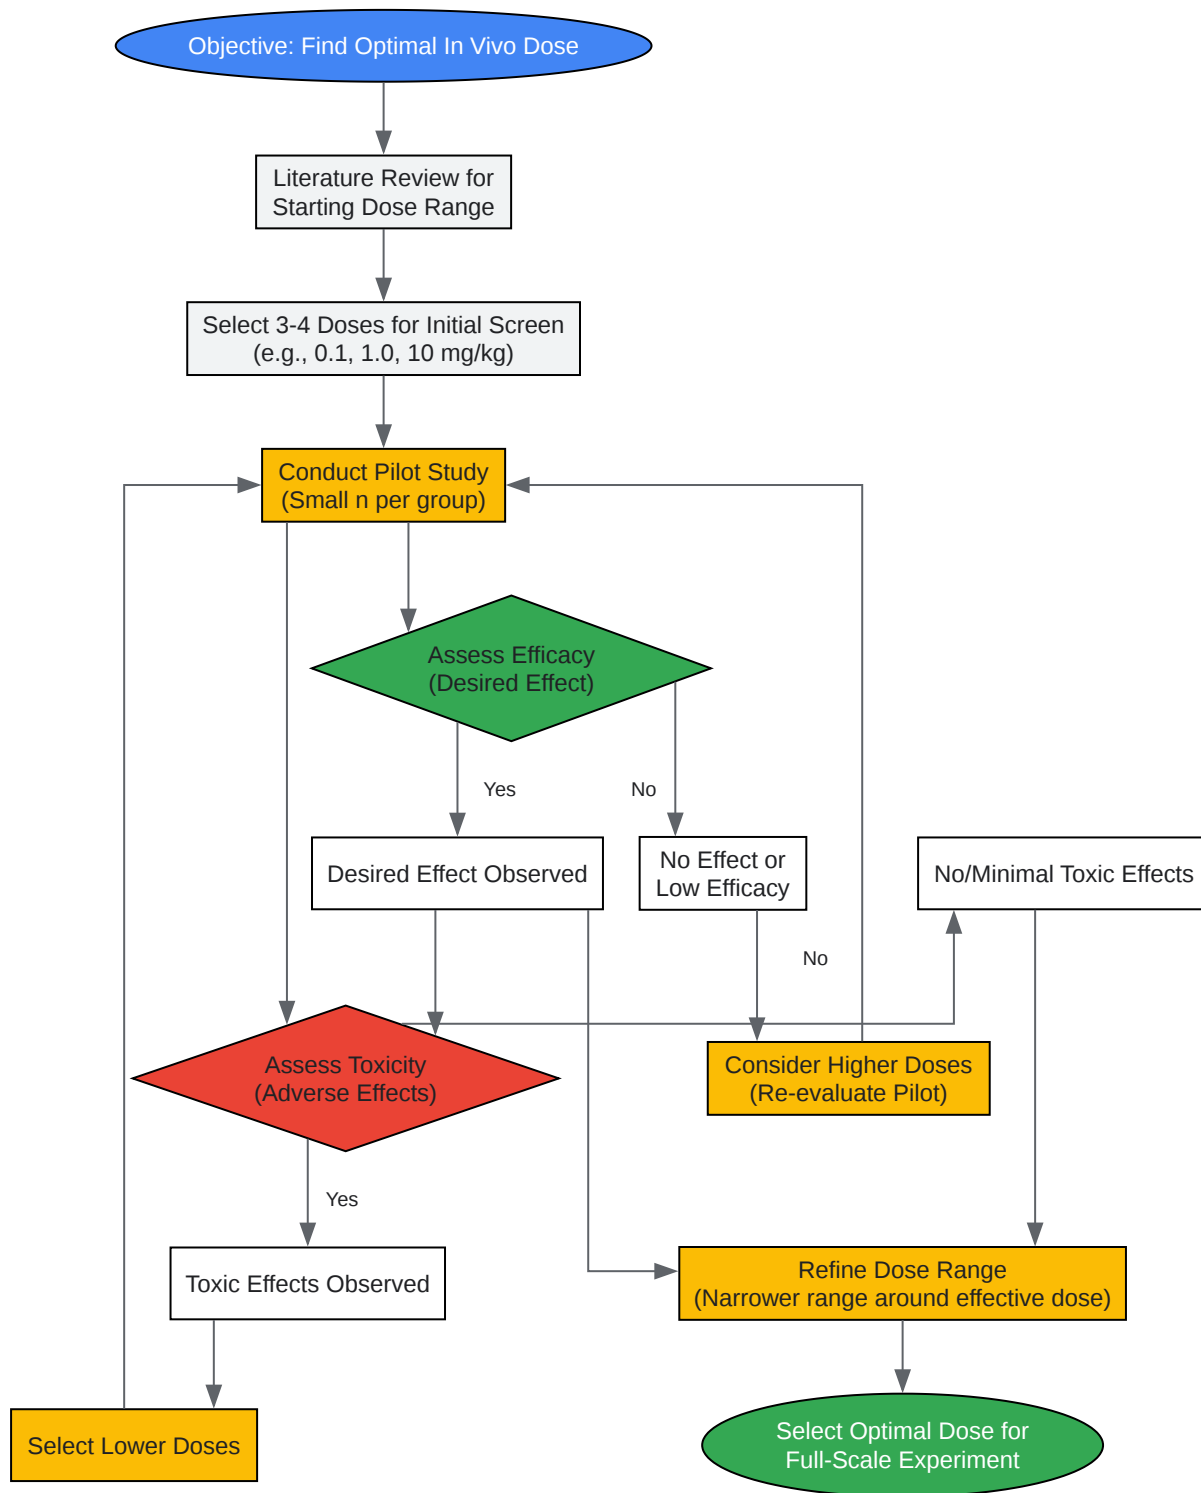 Objective: Find Optimal In Vivo Dose
Literature Review for
Starting Dose Range
Select 3-4 Doses for Initial Screen
(e.g., 0.1, 1.0, 10 mg/kg)
Conduct Pilot Study
(Small n per group)
Assess Efficacy
(Desired Effect)
Yes
No
Desired Effect Observed
No Effect or
Low Efficacy
No/Minimal Toxic Effects
No
Assess Toxicity
(Adverse Effects)
Consider Higher Doses
(Re-evaluate Pilot)
Yes
Toxic Effects Observed
Refine Dose Range
(Narrower range around effective dose)
Select Lower Doses
Select Optimal Dose for
Full-Scale Experiment